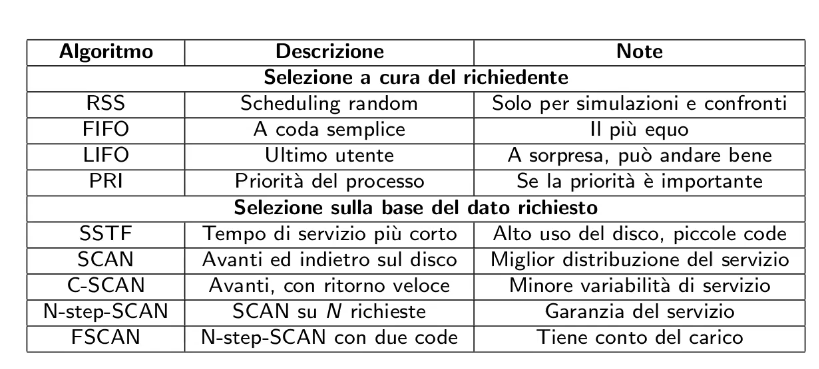 Algoritmo Descrizione Note
Selezione a cura del richiedente
RSS Scheduling random Solo per simulazioni e confronti
FIFO A coda semplice Il più equo
LIFO Ultimo utente A sorpresa, può andare bene
PRI Priorità del processo Se la priorità è importante
Selezione sulla base del dato richiesto
SSTF Tempo di servizio più corto Alto uso del disco, piccole code
SCAN Avanti ed indietro sul disco Miglior distribuzione del servizio
C-SCAN Avanti, con ritorno veloce Minore variabilità di servizio
N-step-SCAN SCAN su N richieste Garanzia del servizio
FSCAN N-step-SCAN con due code Tiene conto del carico